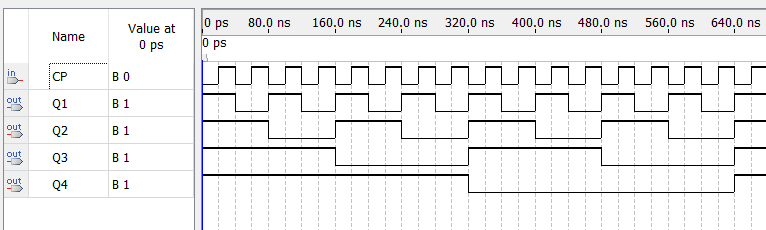 Name
Value at
0 ps
0 ps 80.0 ns 160.0 ns 240.0 ns 320.0 ns 400.0 ns 480.0 ns 560.0 ns 640.0 ns
0 ps
in CP B 0
out Q1 B 1
out Q2 B 1
out Q3 B 1
out Q4 B 1